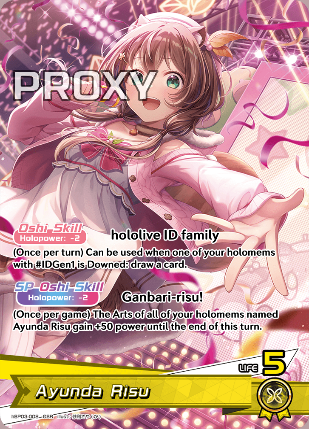 PROXY
Oshi Skill
Holopower: -2
hololive ID family
(Once per turn) Can be used when one of your holomems
with #IDGen1 is Downed: draw a card.
SP-Oshi-Skill
Holopower: -2
Ganbari-risu!
(Once per game) The Arts of all of your holomems named
Ayunda Risu gain +50 power until the end of this turn.
LIFE 5
Ayunda Risu